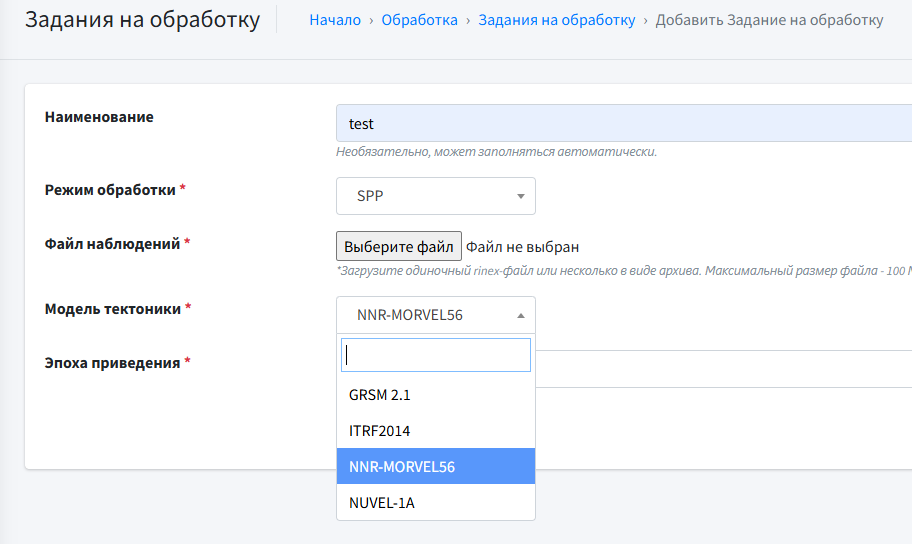 Задания на обработку
Начало › Обработка › Задания на обработку › Добавить Задание на обработку
Наименование
test
Необязательно, может заполняться автоматически.
Режим обработки *
SPP
Файл наблюдений *
Выберите файл Файл не выбран
*Загрузите одиночный rinex-файл или несколько в виде архива. Максимальный размер файла - 100
Модель тектоники *
NNR-MORVEL56
Эпоха приведения *
GRSM 2.1
ITRF2014
NNR-MORVEL56
NUVEL-1A